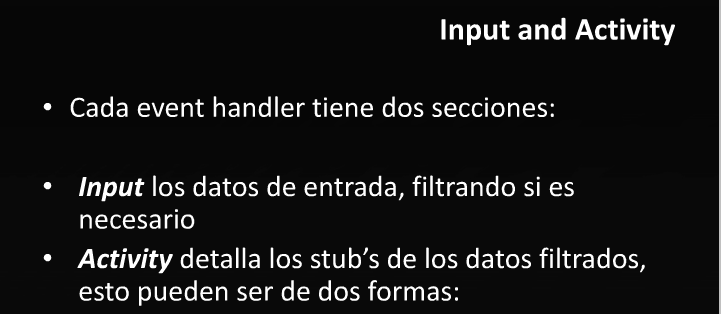 Input and Activity
• Cada event handler tiene dos secciones:
• Input los datos de entrada, filtrando si es
necesario
• Activity detalla los stub's de los datos filtrados,
esto pueden ser de dos formas: